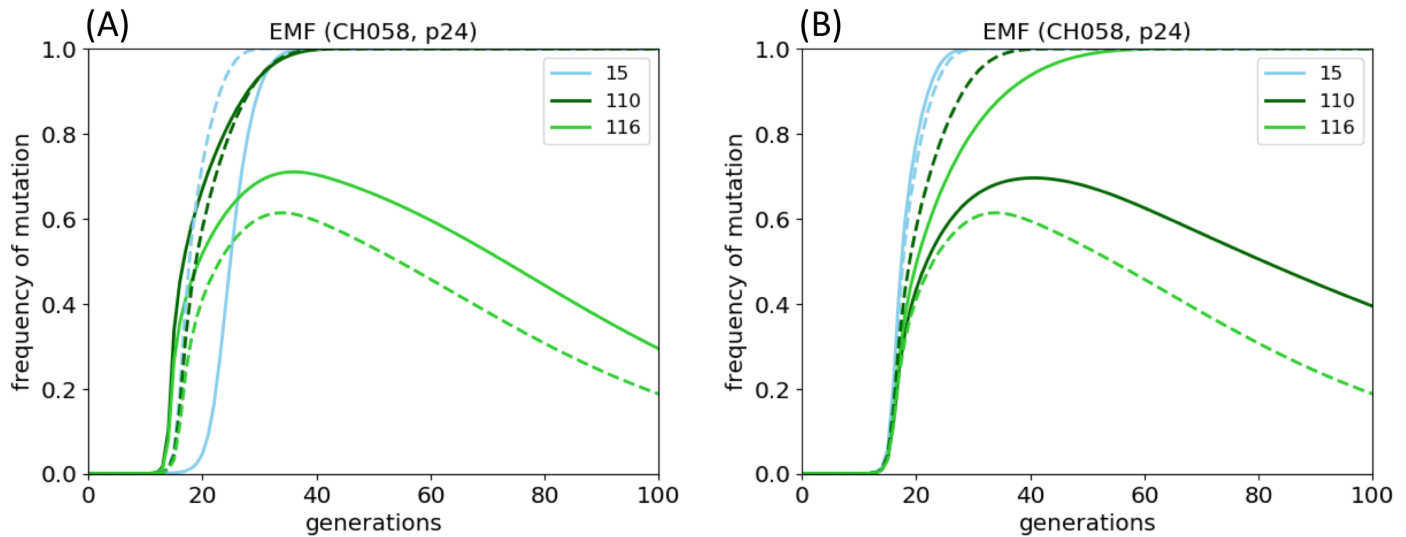 (A)
EMF (CH058, p24)
1.0
0.8
0.6
0.4
0.2
0.0
frequency of mutation
15
110
116
0 20 40 60 80 100
generations
(B)
EMF (CH058, p24)
1.0
0.8
0.6
0.4
0.2
0.0
frequency of mutation
15
110
116
0 20 40 60 80 100
generations